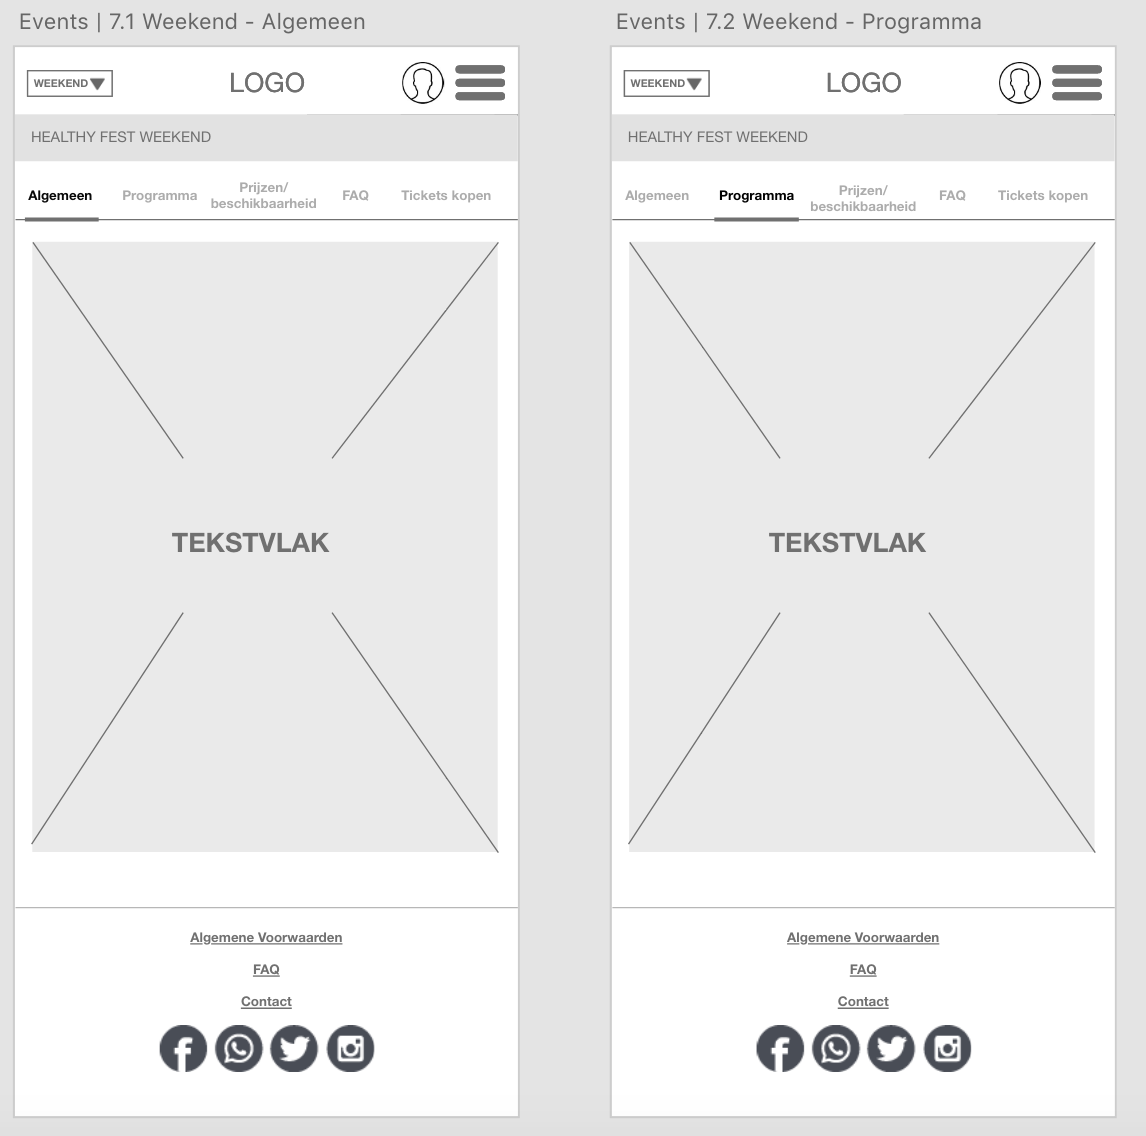 Events | 7.1 Weekend - Algemeen
WEEKEND
LOGO
HEALTHY FEST WEEKEND
Algemeen
Programma
Prijzen/
beschikbaarheid
FAQ
Tickets kopen
TEKSTVLAK
Algemene Voorwaarden
FAQ
Contact
Events | 7.2 Weekend - Programma
WEEKEND
LOGO
HEALTHY FEST WEEKEND
Algemeen
Programma
Prijzen/
beschikbaarheid
FAQ
Tickets kopen
TEKSTVLAK
Algemene Voorwaarden
FAQ
Contact